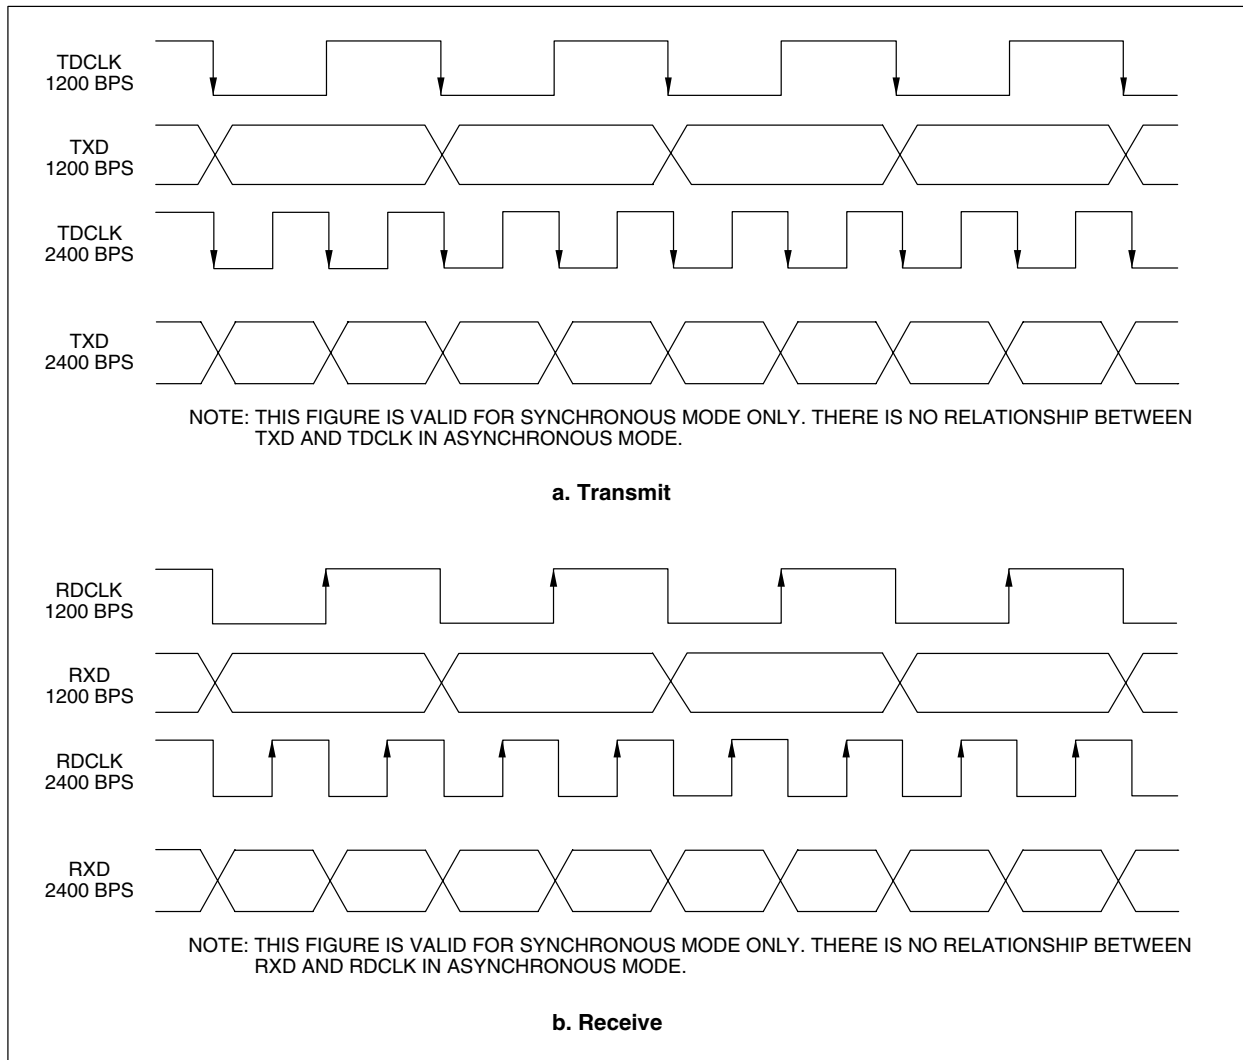 TDCLK
1200 BPS
TXD
1200 BPS
TDCLK
2400 BPS
TXD
2400 BPS
NOTE: THIS FIGURE IS VALID FOR SYNCHRONOUS MODE ONLY. THERE IS NO RELATIONSHIP BETWEEN
TXD AND TDCLK IN ASYNCHRONOUS MODE.
a. Transmit
RDCLK
1200 BPS
RXD
1200 BPS
RDCLK
2400 BPS
RXD
2400 BPS
NOTE: THIS FIGURE IS VALID FOR SYNCHRONOUS MODE ONLY. THERE IS NO RELATIONSHIP BETWEEN
RXD AND RDCLK IN ASYNCHRONOUS MODE.
b. Receive